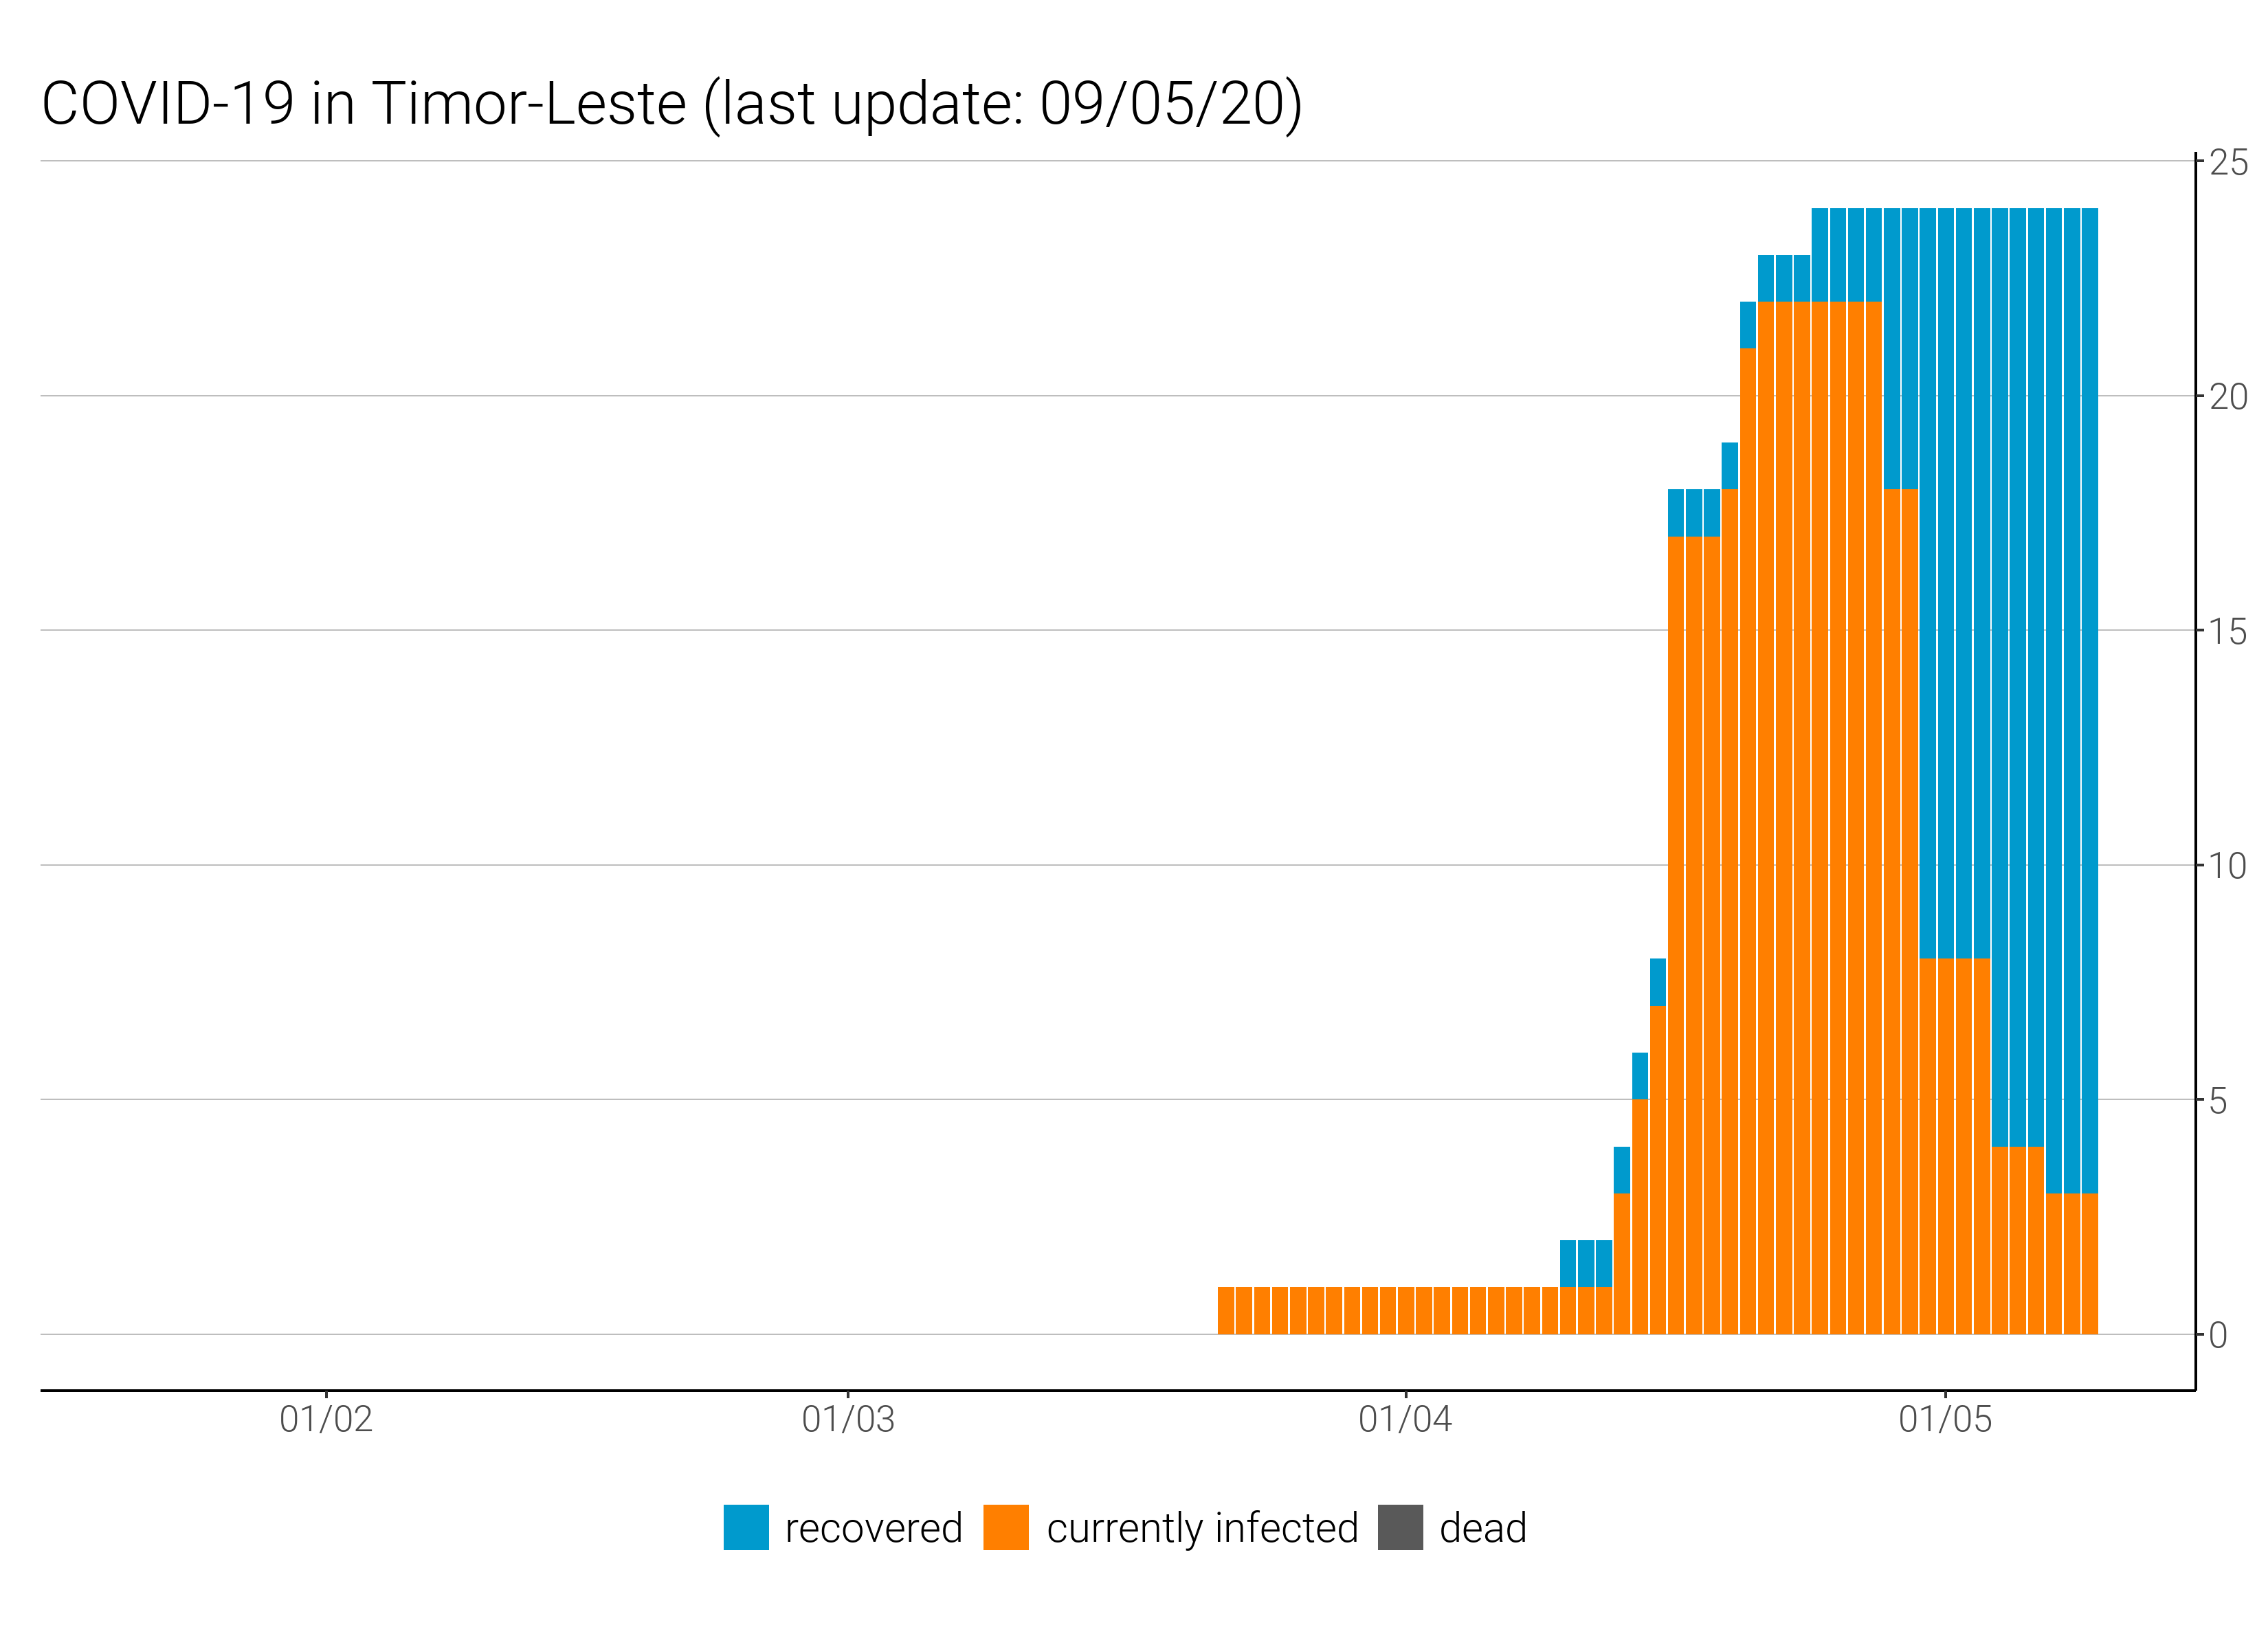 COVID-19 in Timor-Leste (last update: 09/05/20)
25
20
15
10
5
0
01/02 01/03 01/04 01/05
recovered currently infected dead